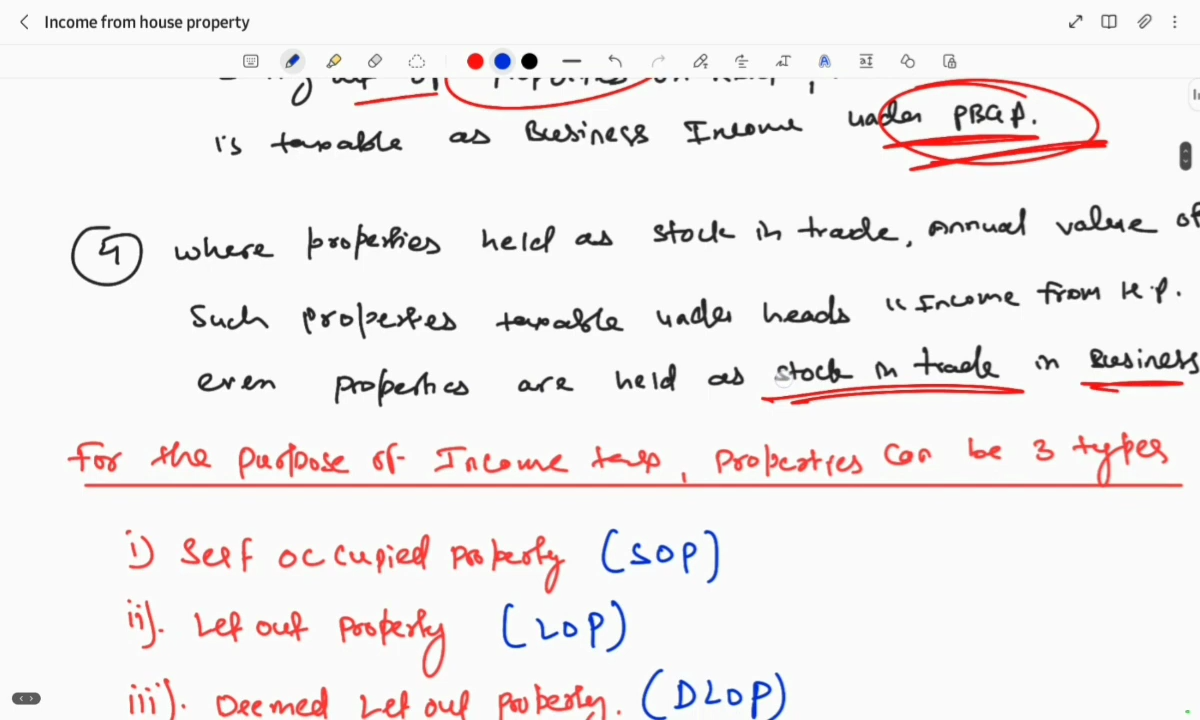 Income from house property
is taxable as Business Income under PBGP.
4 where properties held as stock in trade, Annual value of
Such properties taxable under heads "Income from H.P.
even properties are held as stock in trade in Business
For the purpose of Income tax, Properties can be 3 types
i) Self occupied Property (SOP)
ii). Let out property (LOP)
iii). Deemed Let out property. (DLOP)